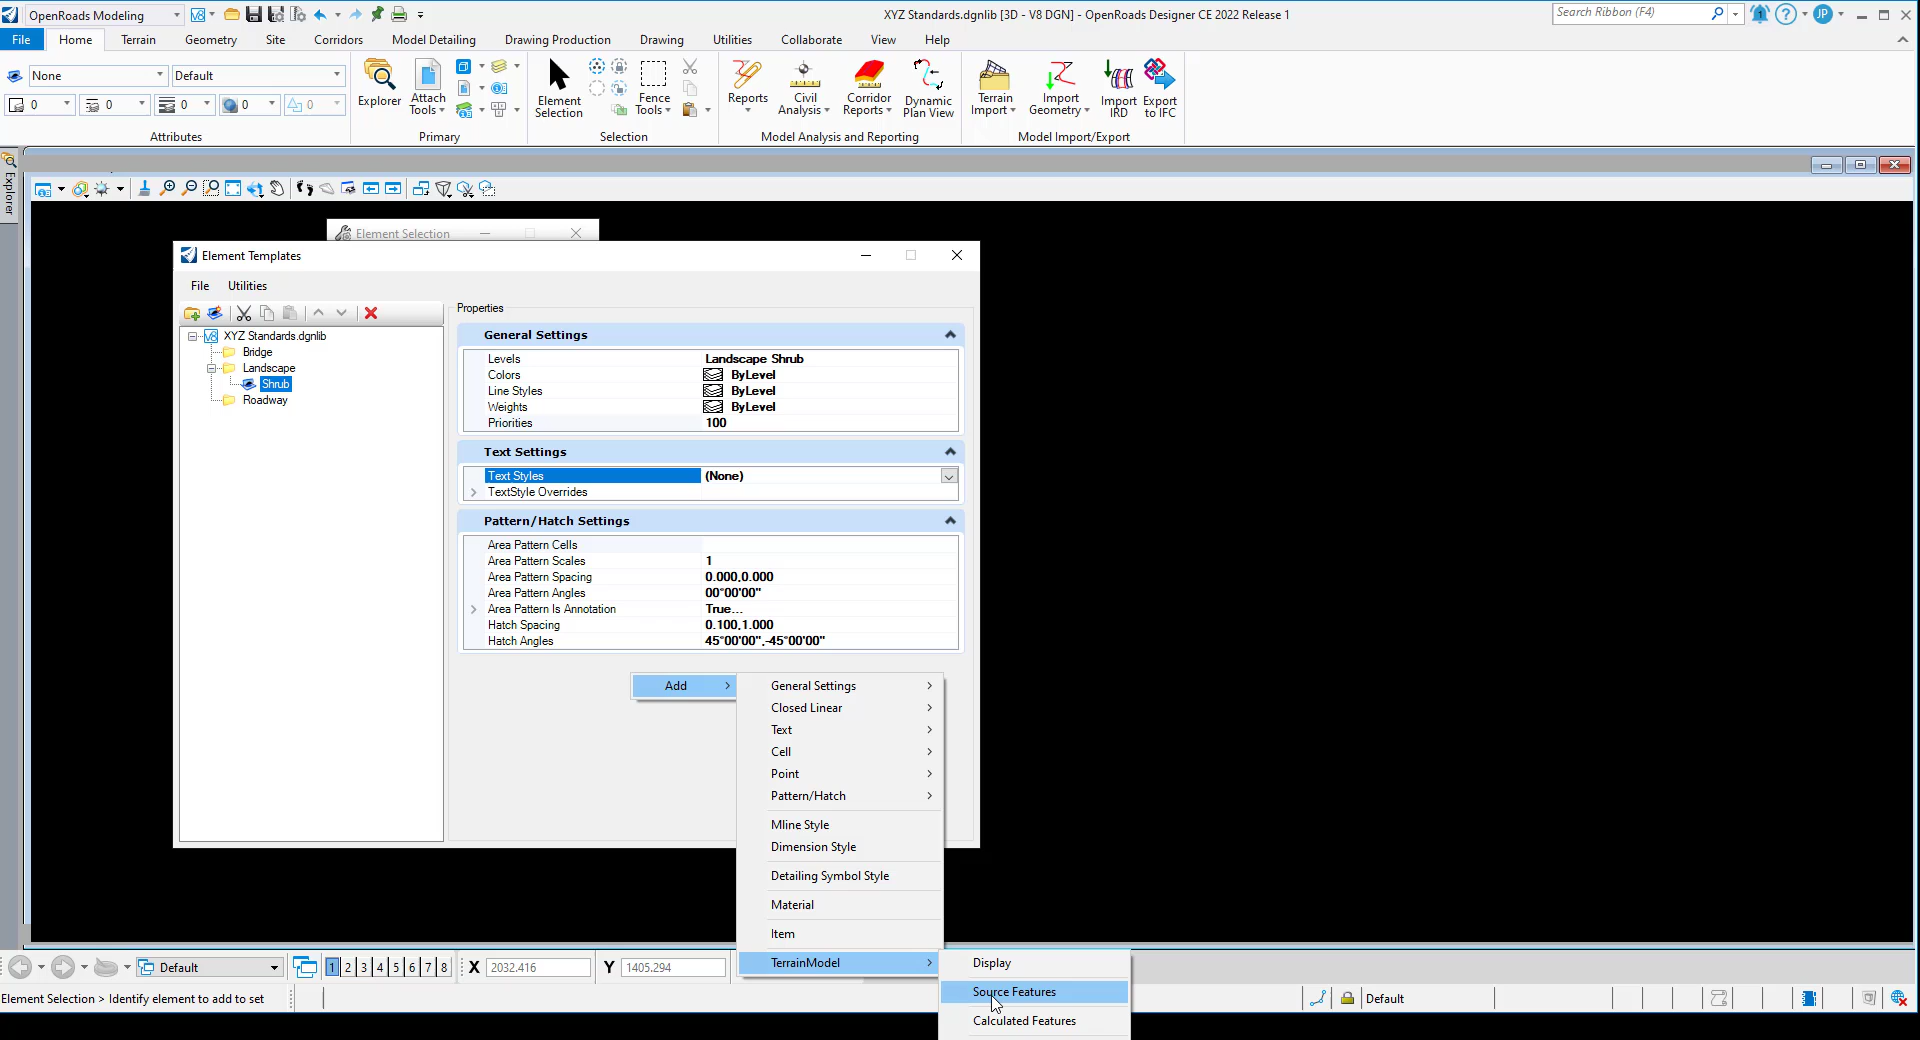 OpenRoads Modeling
XYZ Standards.dgnlib [3D - V8 DGN] - OpenRoads Designer CE 2022 Release 1
Search Ribbon (F4)
1
JP
File Home Terrain Geometry Site Corridors Model Detailing Drawing Production Drawing Utilities Collaborate View Help
None Default
0 0 0 0 0
Attributes
Explorer
Attach Tools
Primary
Element Selection
Fence Tools
Selection
Reports
Civil Analysis
Corridor Reports
Dynamic Plan View
Model Analysis and Reporting
Terrain Import
Import Geometry
Import IRD
Export to IFC
Model Import/Export
Explorer
Element Selection
Element Templates
File Utilities
XYZ Standards.dgnlib
Bridge
Landscape
Shrub
Roadway
Properties
General Settings
Levels Landscape Shrub
Colors ByLevel
Line Styles ByLevel
Weights ByLevel
Priorities 100
Text Settings
Text Styles (None)
TextStyle Overrides
Pattern/Hatch Settings
Area Pattern Cells
Area Pattern Scales 1
Area Pattern Spacing 0.000,0.000
Area Pattern Angles 00°00'00"
Area Pattern Is Annotation True...
Hatch Spacing 0.100,1.000
Hatch Angles 45°00'00",-45°00'00"
Add
General Settings
Closed Linear
Text
Cell
Point
Pattern/Hatch
Mline Style
Dimension Style
Detailing Symbol Style
Material
Item
TerrainModel
Display
Source Features
Calculated Features
Default
1 2 3 4 5 6 7 8
X 2032.416
Y 1405.294
Element Selection > Identify element to add to set
Default